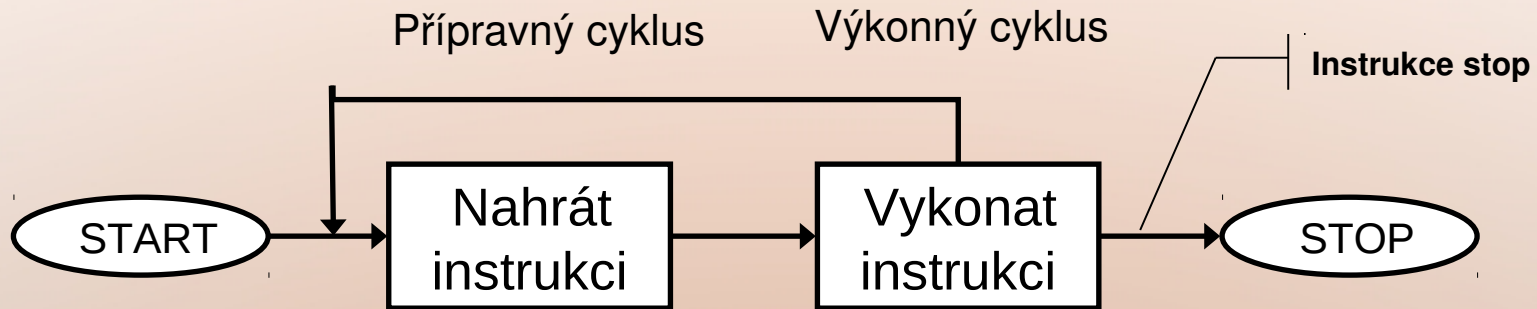 Přípravný cyklus
Výkonný cyklus
Instrukce stop
START
Nahrát
instrukci
Vykonat
instrukci
STOP